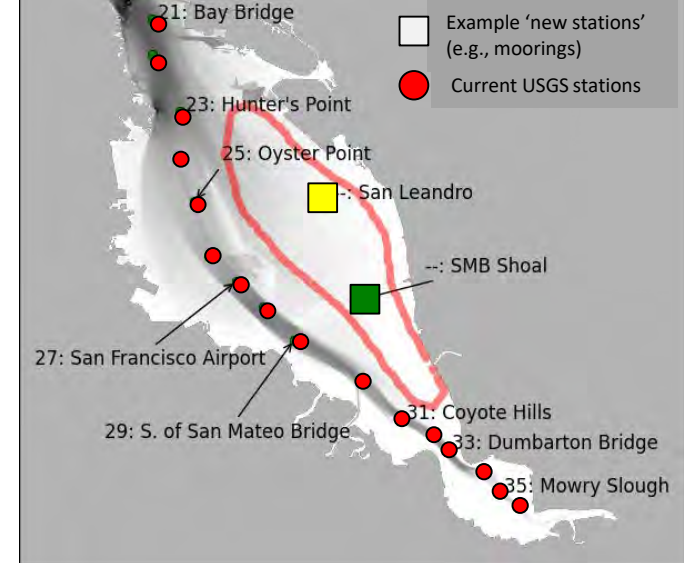 21: Bay Bridge
Example ‘new stations’
(e.g., moorings)
Current USGS stations
23: Hunter's Point
25: Oyster Point
--: San Leandro
--: SMB Shoal
27: San Francisco Airport
29: S. of San Mateo Bridge
31: Coyote Hills
33: Dumbarton Bridge
35: Mowry Slough